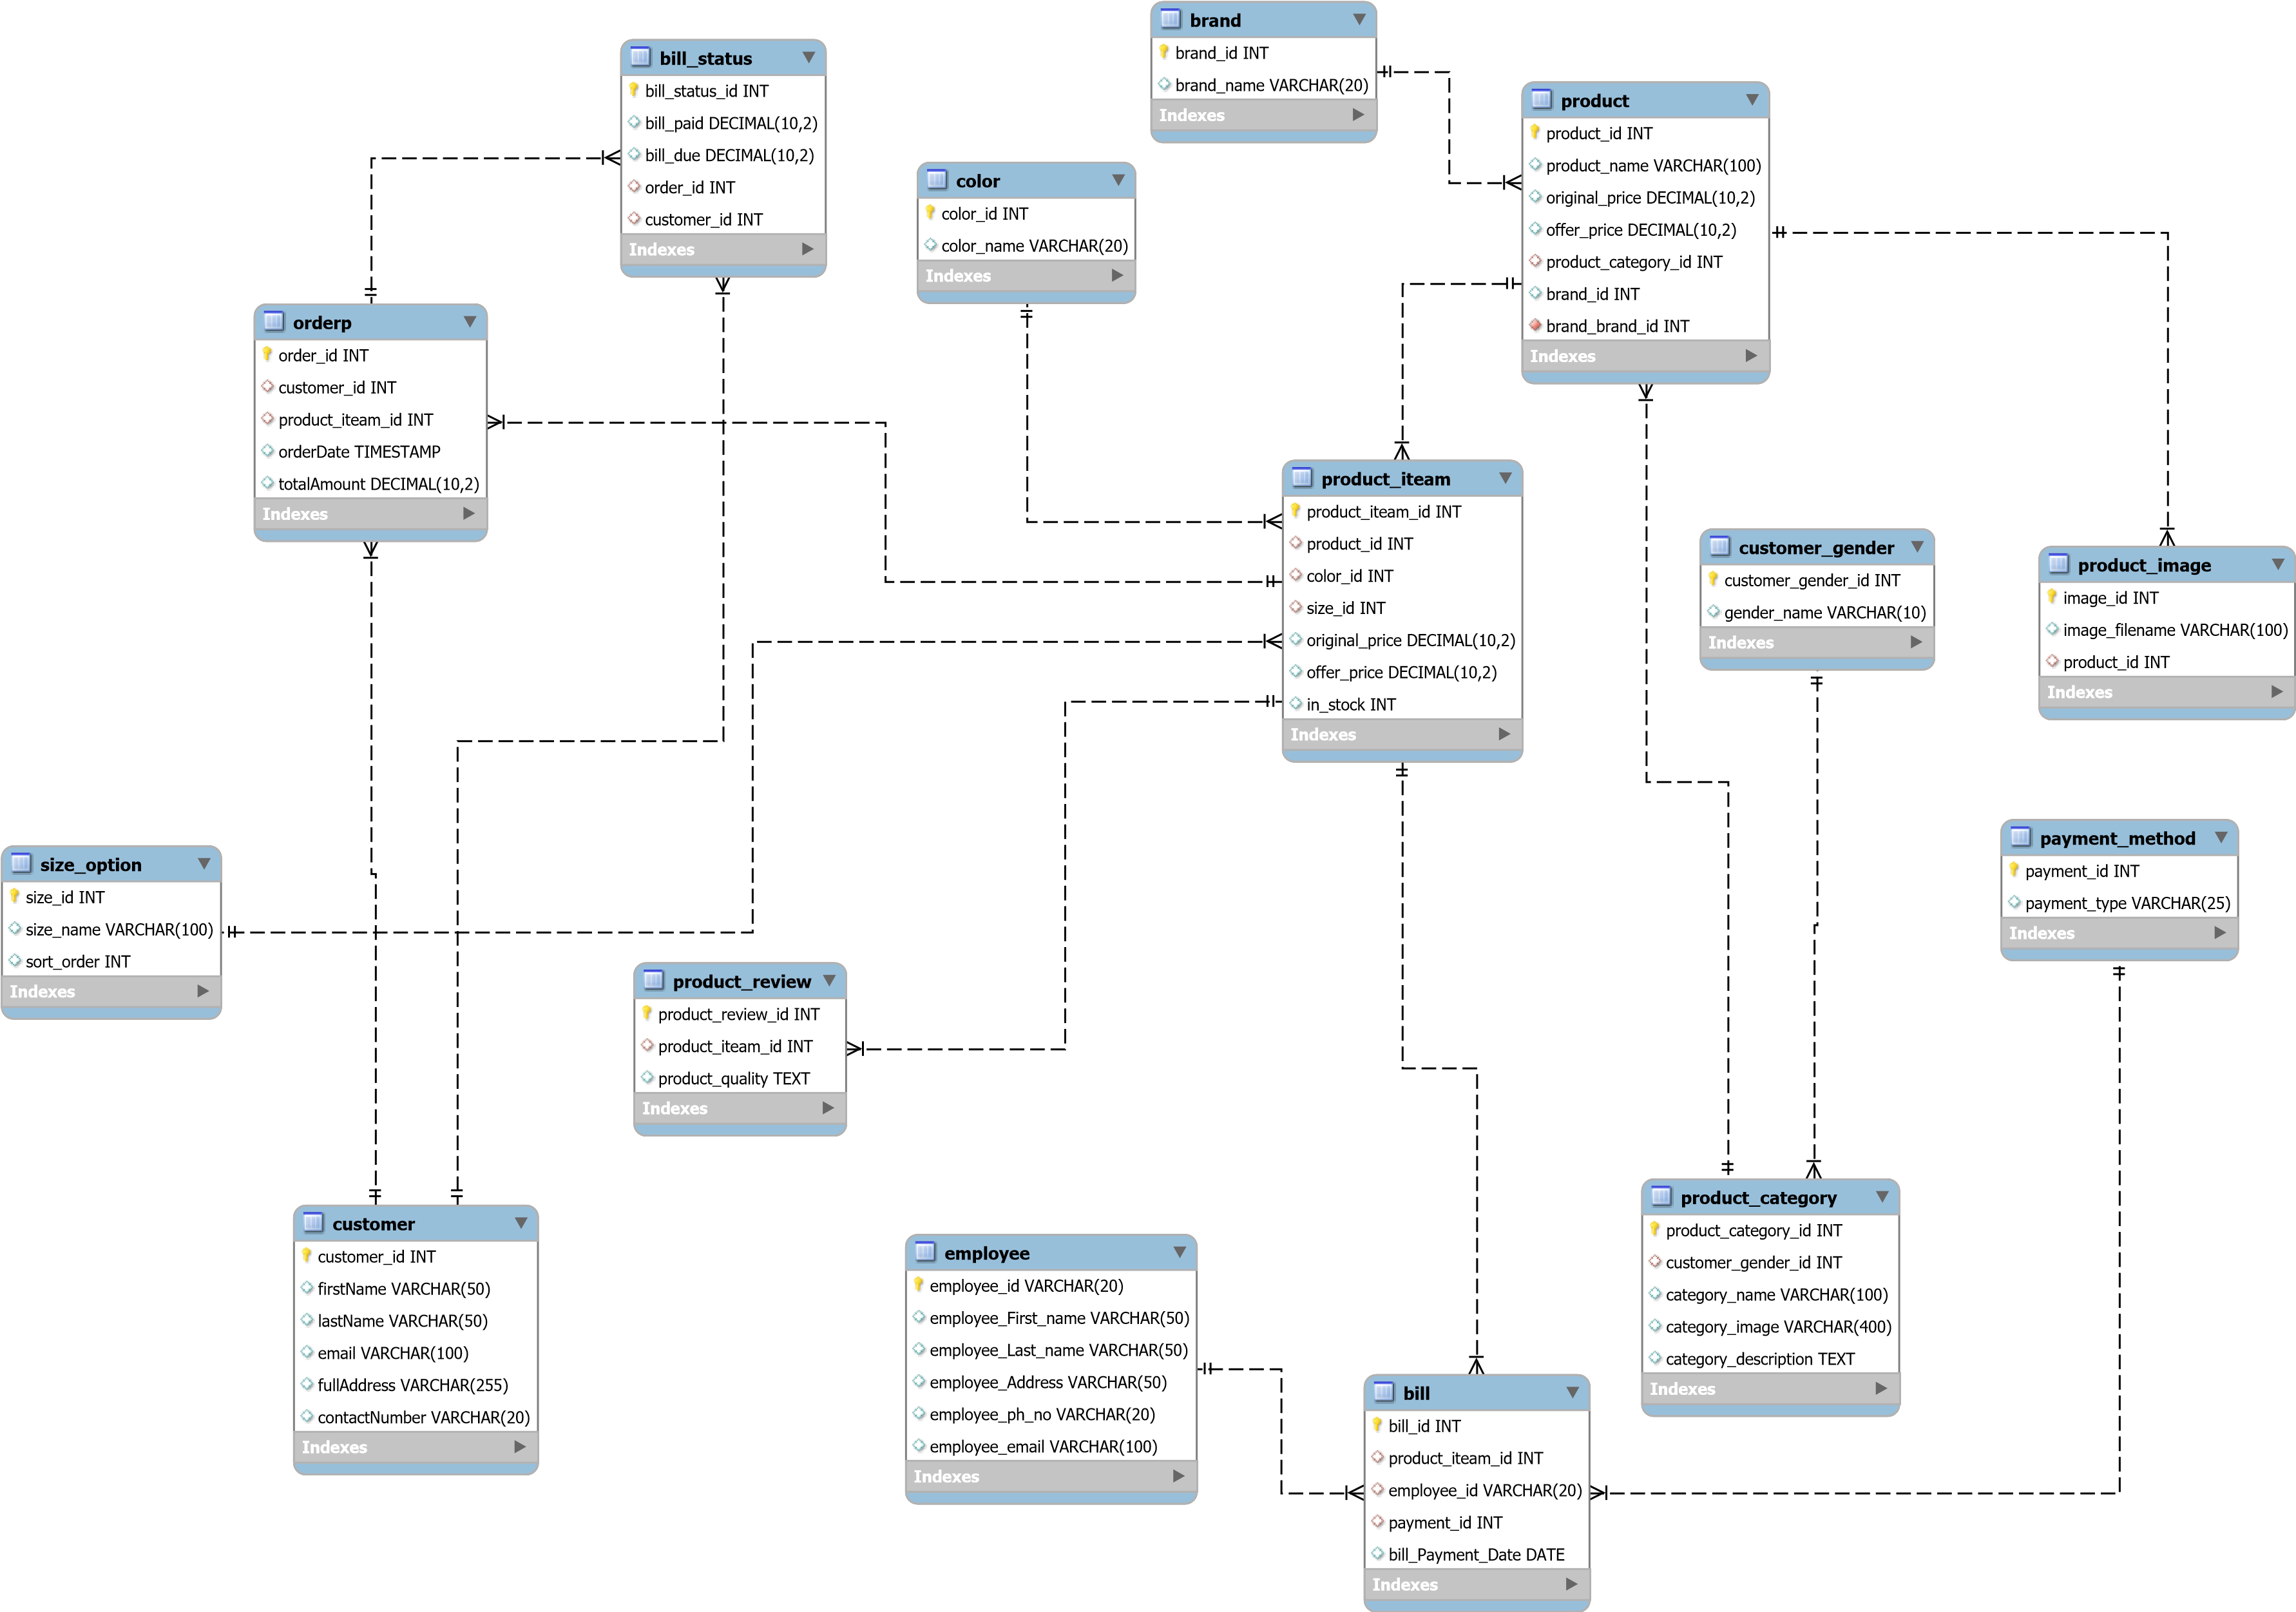 brand
brand_id INT
brand_name VARCHAR(20)
Indexes
bill_status
bill_status_id INT
bill_paid DECIMAL(10,2)
bill_due DECIMAL(10,2)
order_id INT
customer_id INT
Indexes
product
product_id INT
product_name VARCHAR(100)
original_price DECIMAL(10,2)
offer_price DECIMAL(10,2)
product_category_id INT
brand_id INT
brand_brand_id INT
Indexes
color
color_id INT
color_name VARCHAR(20)
Indexes
orderp
order_id INT
customer_id INT
product_iteam_id INT
orderDate TIMESTAMP
totalAmount DECIMAL(10,2)
Indexes
product_iteam
product_iteam_id INT
product_id INT
color_id INT
size_id INT
original_price DECIMAL(10,2)
offer_price DECIMAL(10,2)
in_stock INT
Indexes
customer_gender
customer_gender_id INT
gender_name VARCHAR(10)
Indexes
product_image
image_id INT
image_filename VARCHAR(100)
product_id INT
Indexes
size_option
size_id INT
size_name VARCHAR(100)
sort_order INT
Indexes
payment_method
payment_id INT
payment_type VARCHAR(25)
Indexes
product_review
product_review_id INT
product_iteam_id INT
product_quality TEXT
Indexes
customer
customer_id INT
firstName VARCHAR(50)
lastName VARCHAR(50)
email VARCHAR(100)
fullAddress VARCHAR(255)
contactNumber VARCHAR(20)
Indexes
employee
employee_id VARCHAR(20)
employee_First_name VARCHAR(50)
employee_Last_name VARCHAR(50)
employee_Address VARCHAR(50)
employee_ph_no VARCHAR(20)
employee_email VARCHAR(100)
Indexes
product_category
product_category_id INT
customer_gender_id INT
category_name VARCHAR(100)
category_image VARCHAR(400)
category_description TEXT
Indexes
bill
bill_id INT
product_iteam_id INT
employee_id VARCHAR(20)
payment_id INT
bill_Payment_Date DATE
Indexes